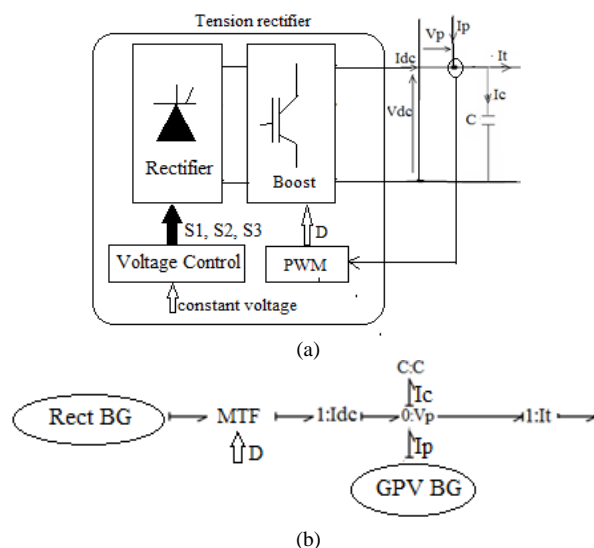 Tension rectifier
Ip
Vp
Idc
It
Ic
Vdc
C
Rectifier
Boost
S1, S2, S3
D
Voltage Control
PWM
constant voltage
(a)
C:C
Ic
Rect BG
MTF
1:Idc
0:Vp
1:It
D
Ip
GPV BG
(b)